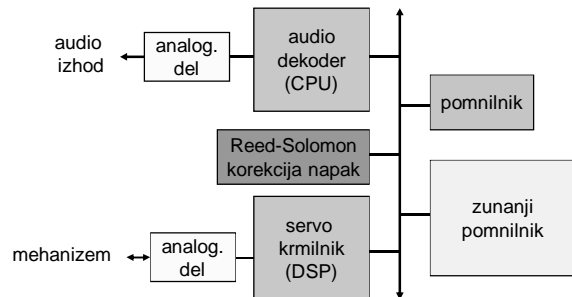 audio
izhod
analog.
del
audio
dekoder
(CPU)
pomnilnik
Reed-Solomon
korekcija napak
zunanji
pomnilnik
mehanizem
analog.
del
servo
krmilnik
(DSP)